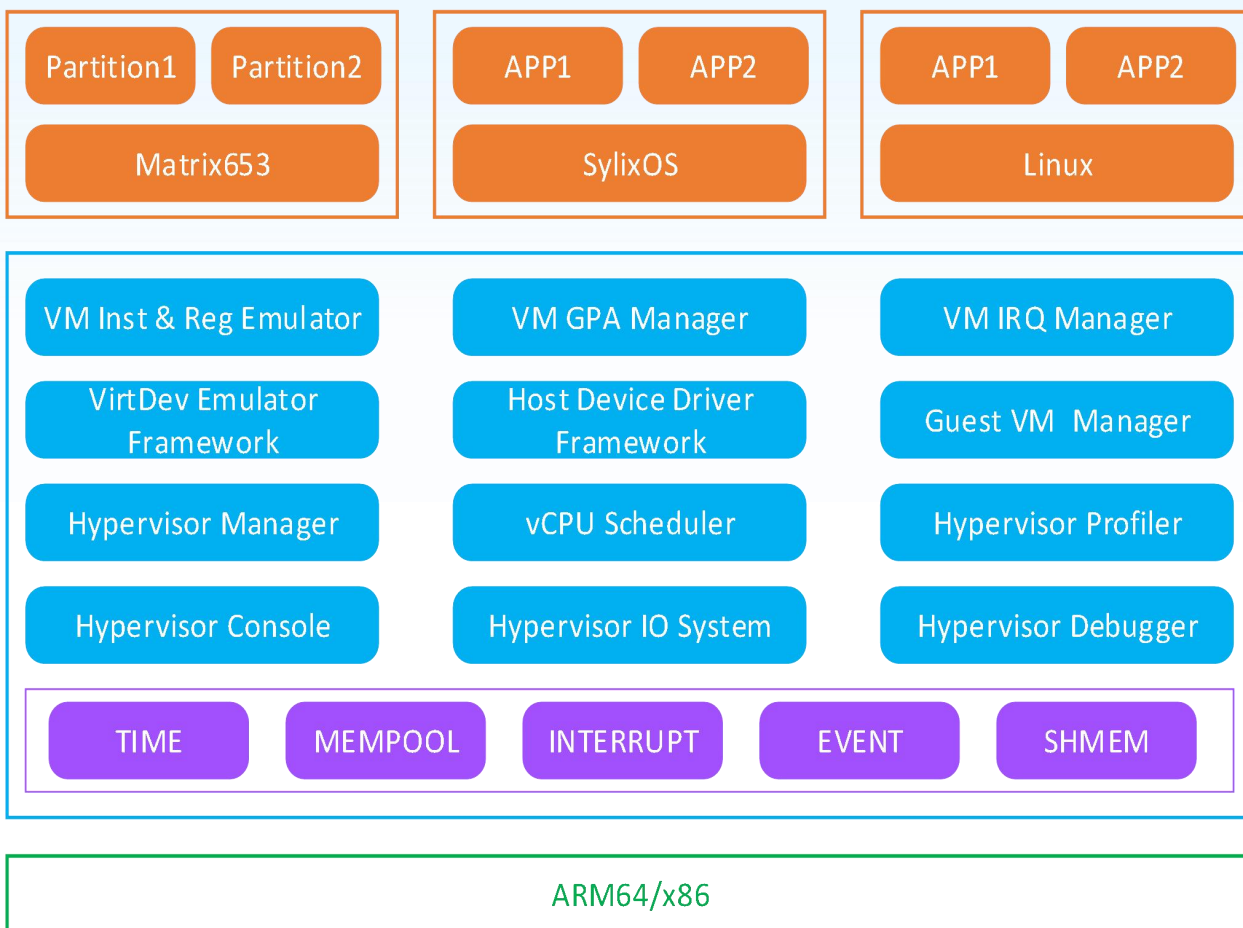 Partition1
Partition2
APP1
APP2
APP1
APP2
Matrix653
SylixOS
Linux
VM Inst & Reg Emulator
VM GPA Manager
VM IRQ Manager
VirtDev Emulator
Framework
Host Device Driver
Framework
Guest VM Manager
Hypervisor Manager
vCPU Scheduler
Hypervisor Profiler
Hypervisor Console
Hypervisor IO System
Hypervisor Debugger
TIME
MEMPOOL
INTERRUPT
EVENT
SHMEM
ARM64/x86